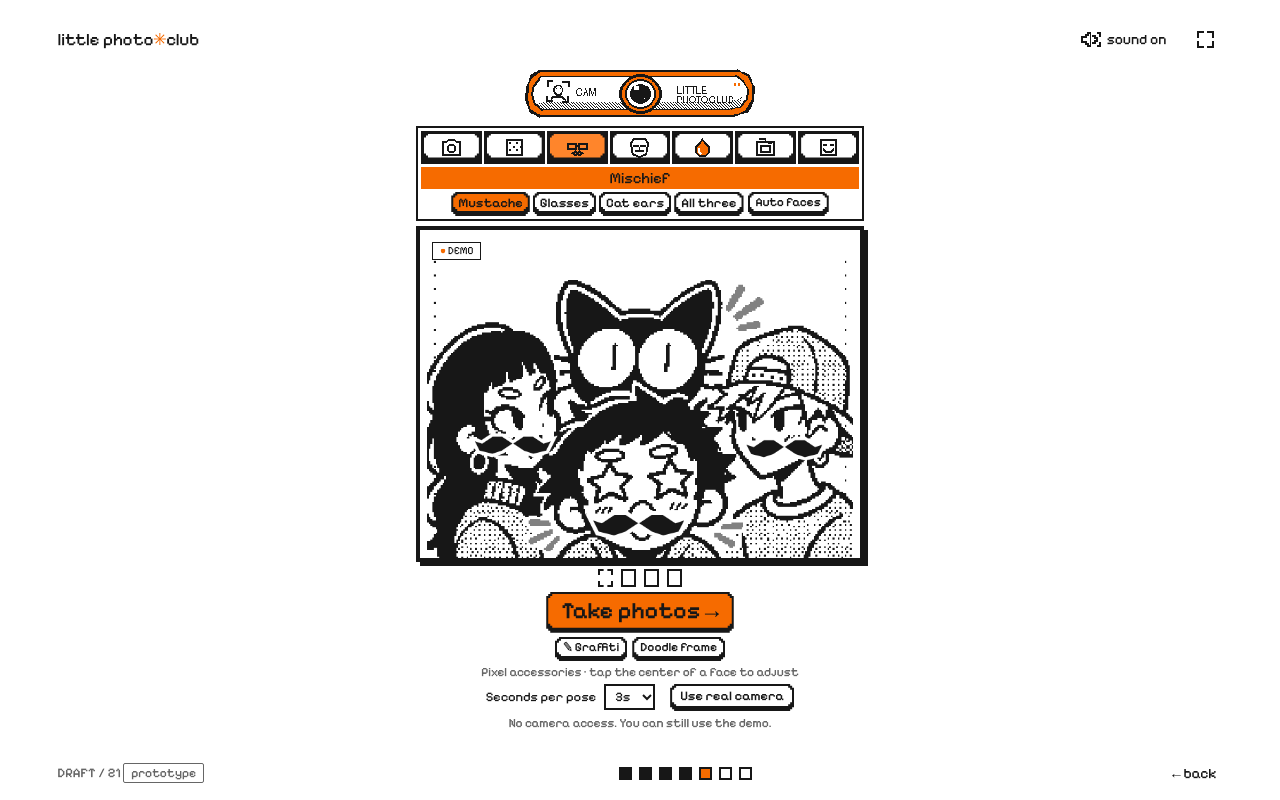 little photo✳club
sound on
CAM
LITTLE
PHOTOCLUB
Mischief
Mustache
Glasses
Cat ears
All three
Auto faces
DEMO
Take photos →
✎ Graffiti
Doodle frame
Pixel accessories · tap the center of a face to adjust
Seconds per pose
3s
Use real camera
No camera access. You can still use the demo.
DRAFT / 21
prototype
← back